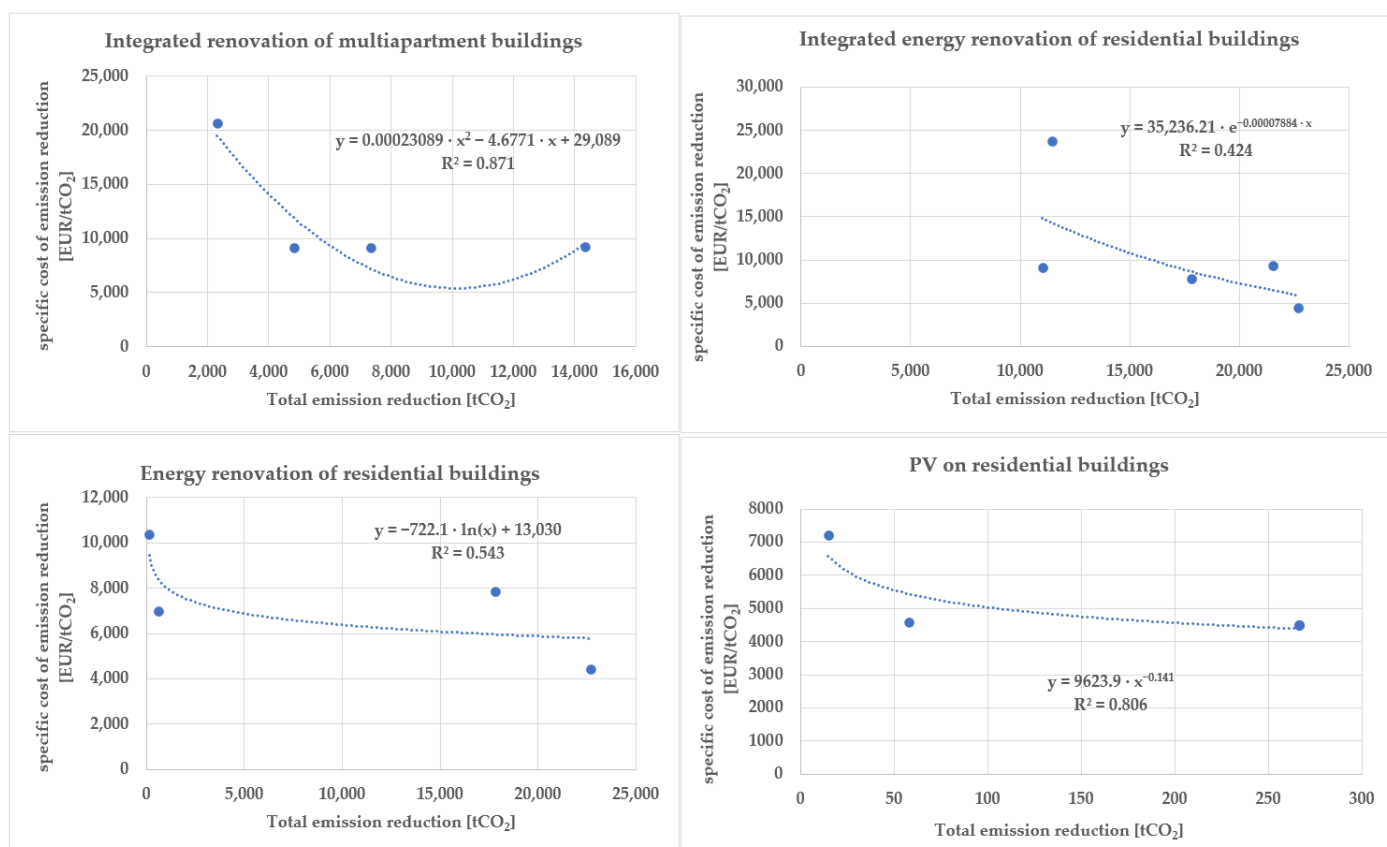 Integrated renovation of multiapartment buildings
specific cost of emission reduction
[EUR/tCO₂]
25,000
20,000
15,000
10,000
5,000
0
y = 0.00023089 · x² − 4.6771 · x + 29,089
R² = 0.871
0 2,000 4,000 6,000 8,000 10,000 12,000 14,000 16,000
Total emission reduction [tCO₂]
Integrated energy renovation of residential buildings
specific cost of emission reduction
[EUR/tCO₂]
30,000
25,000
20,000
15,000
10,000
5,000
0
y = 35,236.21 · e^−0.00007884 · x
R² = 0.424
0 5,000 10,000 15,000 20,000 25,000
Total emission reduction [tCO₂]
Energy renovation of residential buildings
specific cost of emission reduction
[EUR/tCO₂]
12,000
10,000
8,000
6,000
4,000
2,000
0
y = −722.1 · ln(x) + 13,030
R² = 0.543
0 5,000 10,000 15,000 20,000 25,000
Total emission reduction [tCO₂]
PV on residential buildings
specific cost of emission reduction
[EUR/tCO₂]
8000
7000
6000
5000
4000
3000
2000
1000
0
y = 9623.9 · x^−0.141
R² = 0.806
0 50 100 150 200 250 300
Total emission reduction [tCO₂]